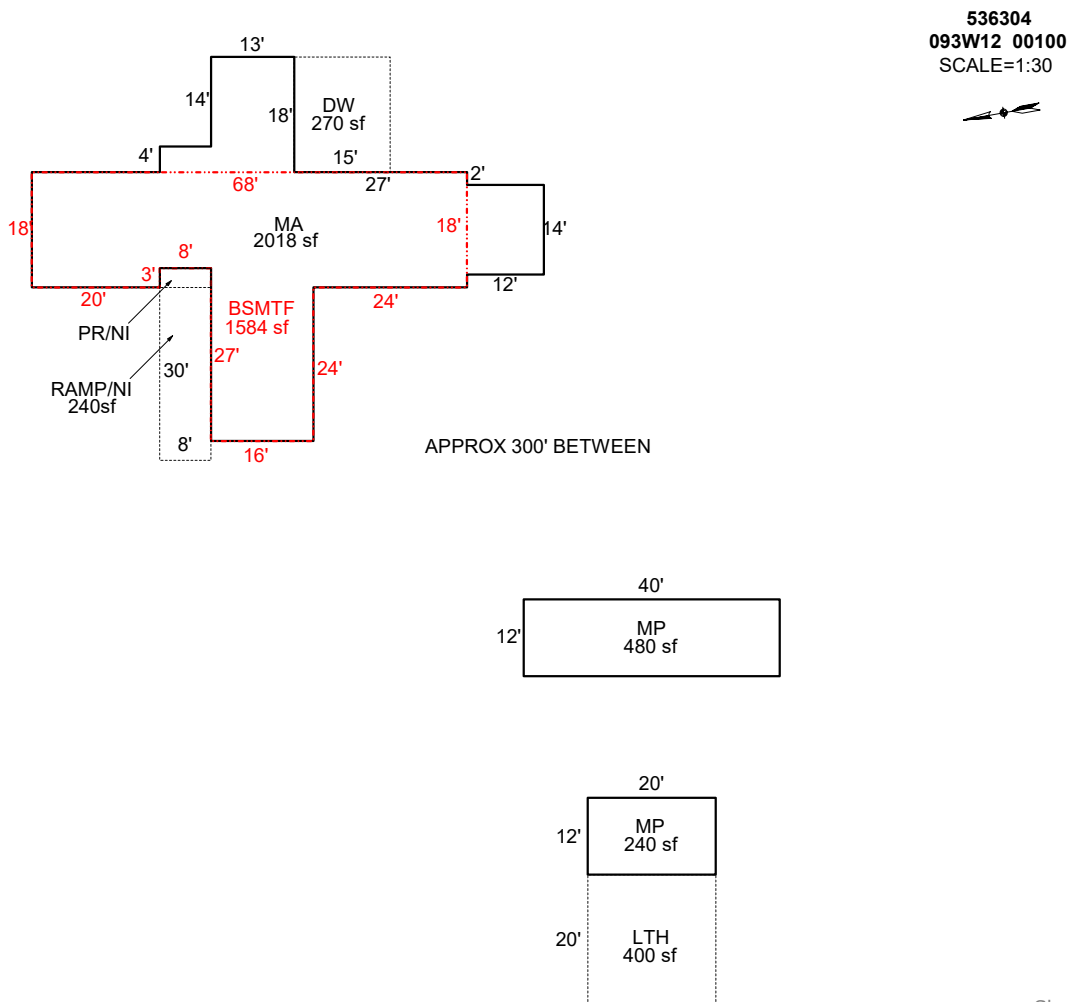 536304
093W12 00100
SCALE=1:30
13'
14'
18'
DW
270 sf
4'
15'
2'
68'
27'
18'
MA
2018 sf
18'
14'
8'
3'
20'
BSMTF
1584 sf
24'
12'
PR/NI
27'
30'
24'
RAMP/NI
240sf
8'
16'
APPROX 300' BETWEEN
40'
12'
MP
480 sf
20'
12'
MP
240 sf
20'
LTH
400 sf